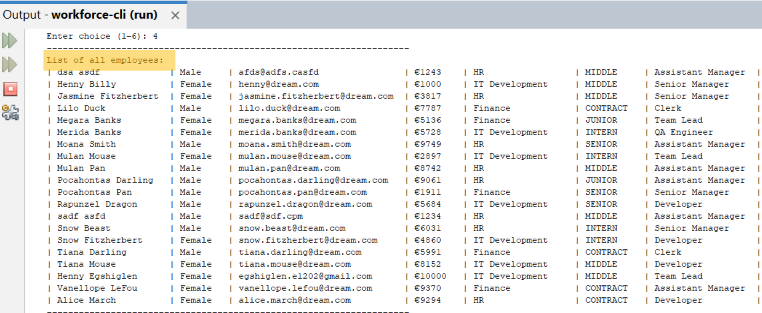 Output - workforce-cli (run) ×
Enter choice (1-6): 4
--------------------------------------------------------------------------
List of all employees:
| dsa asdf | Male | afds@adfs.casfd | €1243 | HR | MIDDLE | Assistant Manager |
| Henny Billy | Female | henny@dream.com | €1000 | IT Development | MIDDLE | Senior Manager |
| Jasmine Fitzherbert | Female | jasmine.fitzherbert@dream.com | €3817 | HR | MIDDLE | Senior Manager |
| Lilo Duck | Male | lilo.duck@dream.com | €7787 | Finance | CONTRACT | Clerk |
| Megara Banks | Female | megara.banks@dream.com | €5136 | Finance | JUNIOR | Team Lead |
| Merida Banks | Female | merida.banks@dream.com | €5728 | IT Development | INTERN | QA Engineer |
| Moana Smith | Male | moana.smith@dream.com | €9749 | HR | SENIOR | Assistant Manager |
| Mulan Mouse | Female | mulan.mouse@dream.com | €2897 | IT Development | INTERN | Team Lead |
| Mulan Pan | Male | mulan.pan@dream.com | €8742 | HR | MIDDLE | Assistant Manager |
| Pocahontas Darling | Male | pocahontas.darling@dream.com | €9061 | HR | JUNIOR | Assistant Manager |
| Pocahontas Pan | Male | pocahontas.pan@dream.com | €1911 | Finance | SENIOR | Senior Manager |
| Rapunzel Dragon | Male | rapunzel.dragon@dream.com | €5684 | IT Development | SENIOR | Developer |
| sadf asfd | Male | sadf@sdf.cpm | €1234 | HR | MIDDLE | Assistant Manager |
| Snow Beast | Male | snow.beast@dream.com | €6031 | HR | INTERN | Senior Manager |
| Snow Fitzherbert | Female | snow.fitzherbert@dream.com | €4860 | IT Development | INTERN | Developer |
| Tiana Darling | Male | tiana.darling@dream.com | €5991 | Finance | CONTRACT | Clerk |
| Tiana Mouse | Female | tiana.mouse@dream.com | €8152 | IT Development | MIDDLE | Developer |
| Henny Egshiglen | Female | egshiglen.e1202@gmail.com | €10000 | IT Development | MIDDLE | Team Lead |
| Vanellope LeFou | Female | vanellope.lefou@dream.com | €9370 | Finance | CONTRACT | Assistant Manager |
| Alice March | Female | alice.march@dream.com | €9294 | HR | CONTRACT | Developer |
--------------------------------------------------------------------------